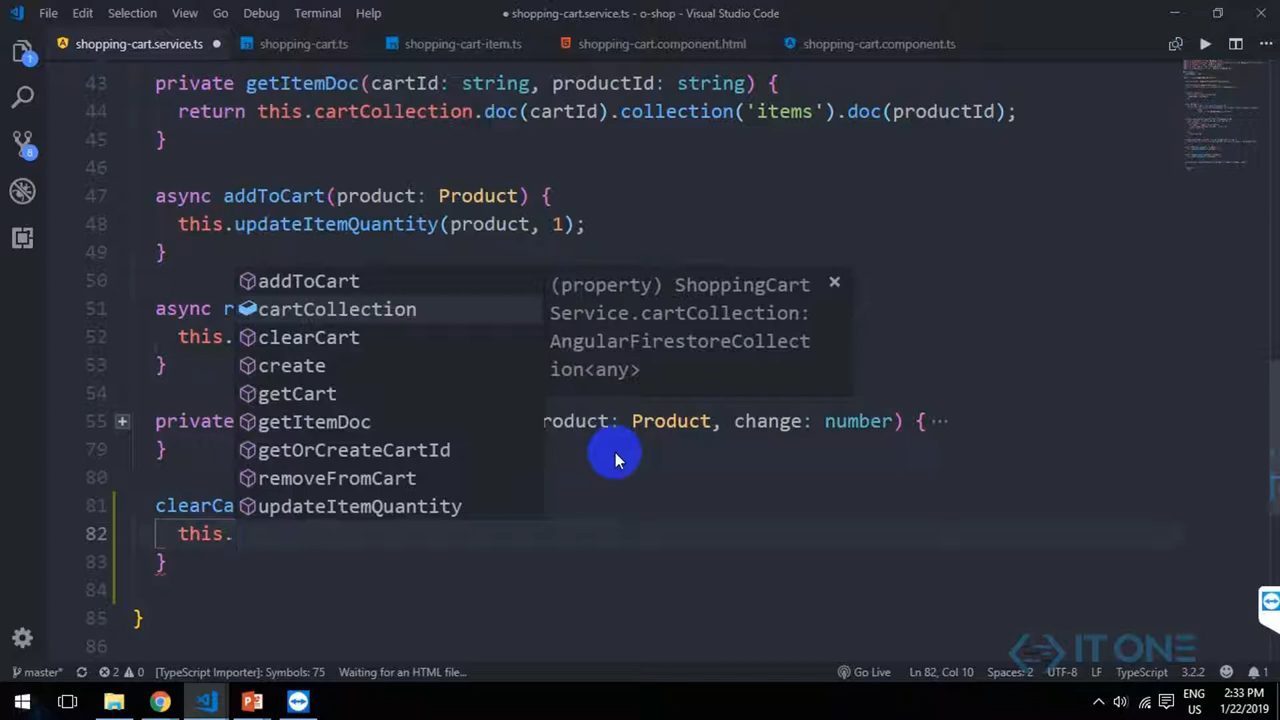 File Edit Selection View Go Debug Terminal Help
● shopping-cart.service.ts - o-shop - Visual Studio Code
shopping-cart.service.ts ● shopping-cart.ts shopping-cart-item.ts shopping-cart.component.html shopping-cart.component.ts
43 private getItemDoc(cartId: string, productId: string) {
44 return this.cartCollection.doc(cartId).collection('items').doc(productId);
45 }
46
47 async addToCart(product: Product) {
48 this.updateItemQuantity(product, 1);
49 }
50
51 async r
52 this.
53 }
54
55 private roduct: Product, change: number) { ···
79 }
80
81 clearCa
82 this.
83 }
84
85 }
86
addToCart
cartCollection
clearCart
create
getCart
getItemDoc
getOrCreateCartId
removeFromCart
updateItemQuantity
(property) ShoppingCart
Service.cartCollection:
AngularFirestoreCollect
ion<any>
1
8
IT ONE
master* 2 0 [TypeScript Importer]: Symbols: 75 Waiting for an HTML file... Go Live Ln 82, Col 10 Spaces: 2 UTF-8 LF TypeScript 3.2.2 1
ENG
US
2:33 PM
1/22/2019